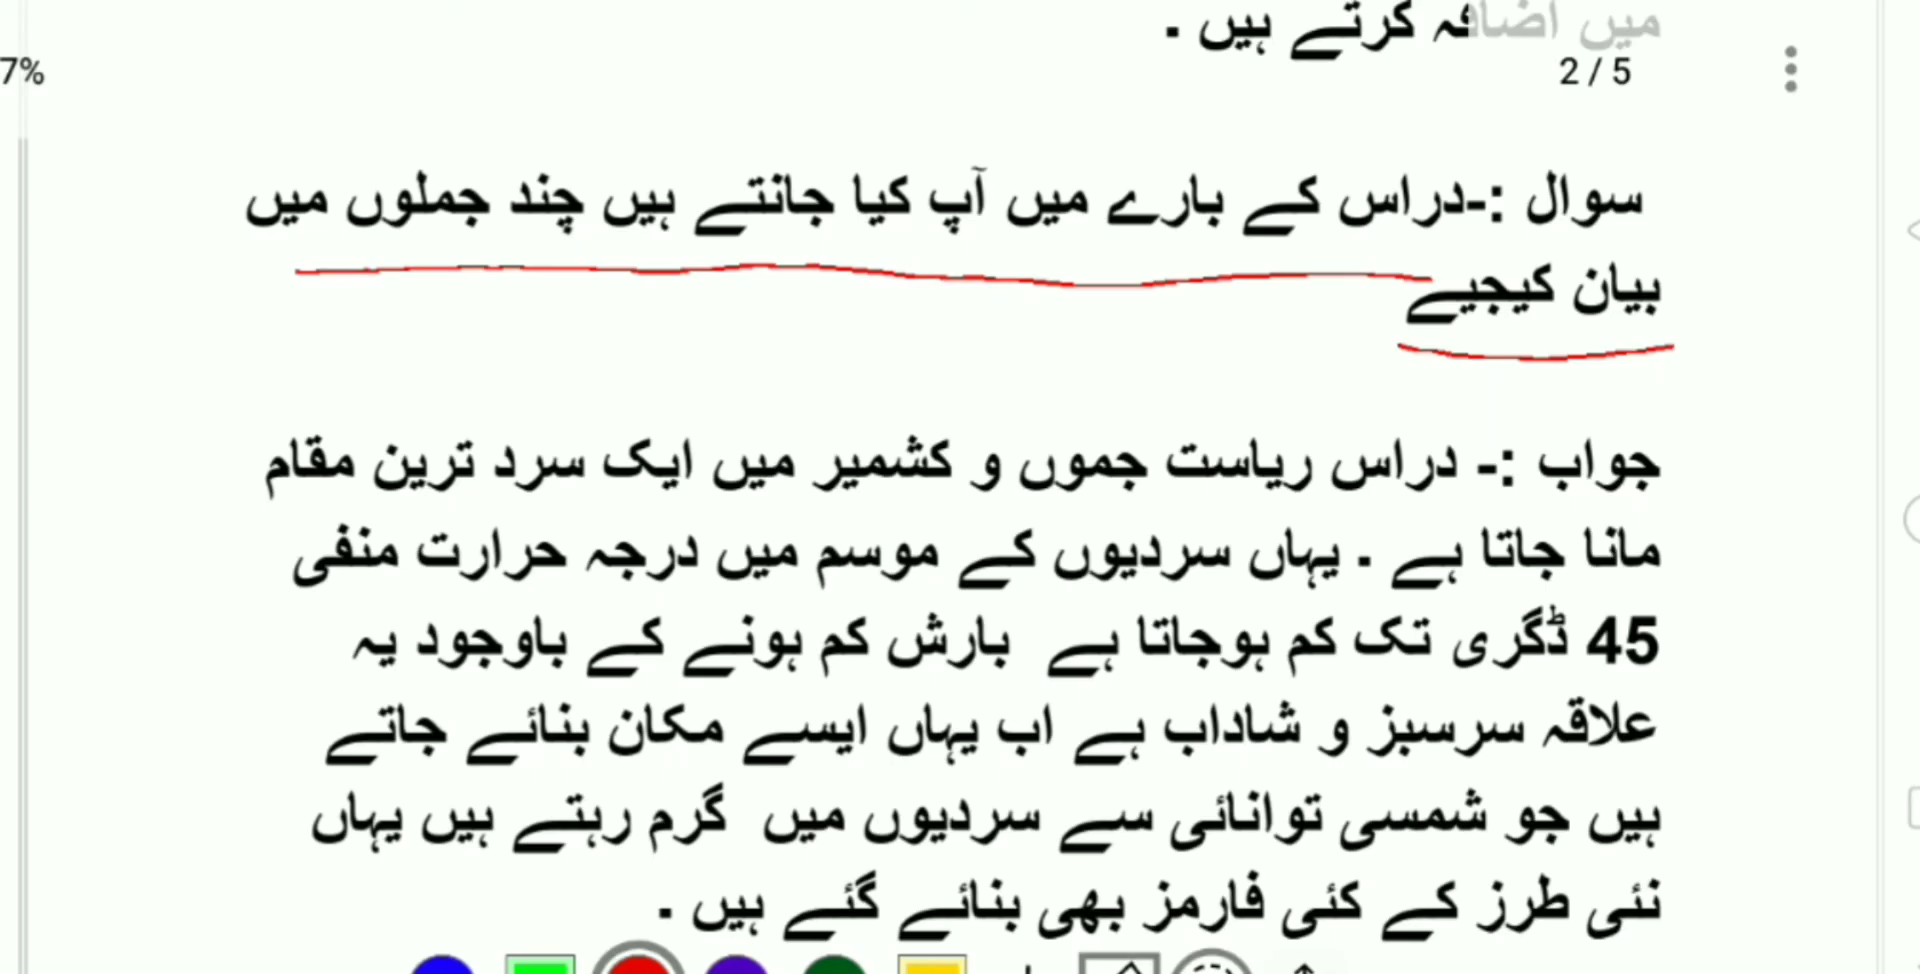 میں اضافہ کرتے ہیں ۔
7%
2 / 5
سوال :-دراس کے بارے میں آپ کیا جانتے ہیں چند جملوں میں
بیان کیجیے
جواب :- دراس ریاست جموں و کشمیر میں ایک سرد ترین مقام
مانا جاتا ہے ۔ یہاں سردیوں کے موسم میں درجہ حرارت منفی
45 ڈگری تک کم ہوجاتا ہے بارش کم ہونے کے باوجود یہ
علاقہ سرسبز و شاداب ہے اب یہاں ایسے مکان بنائے جاتے
ہیں جو شمسی توانائی سے سردیوں میں گرم رہتے ہیں یہاں
نئی طرز کے کئی فارمز بھی بنائے گئے ہیں ۔